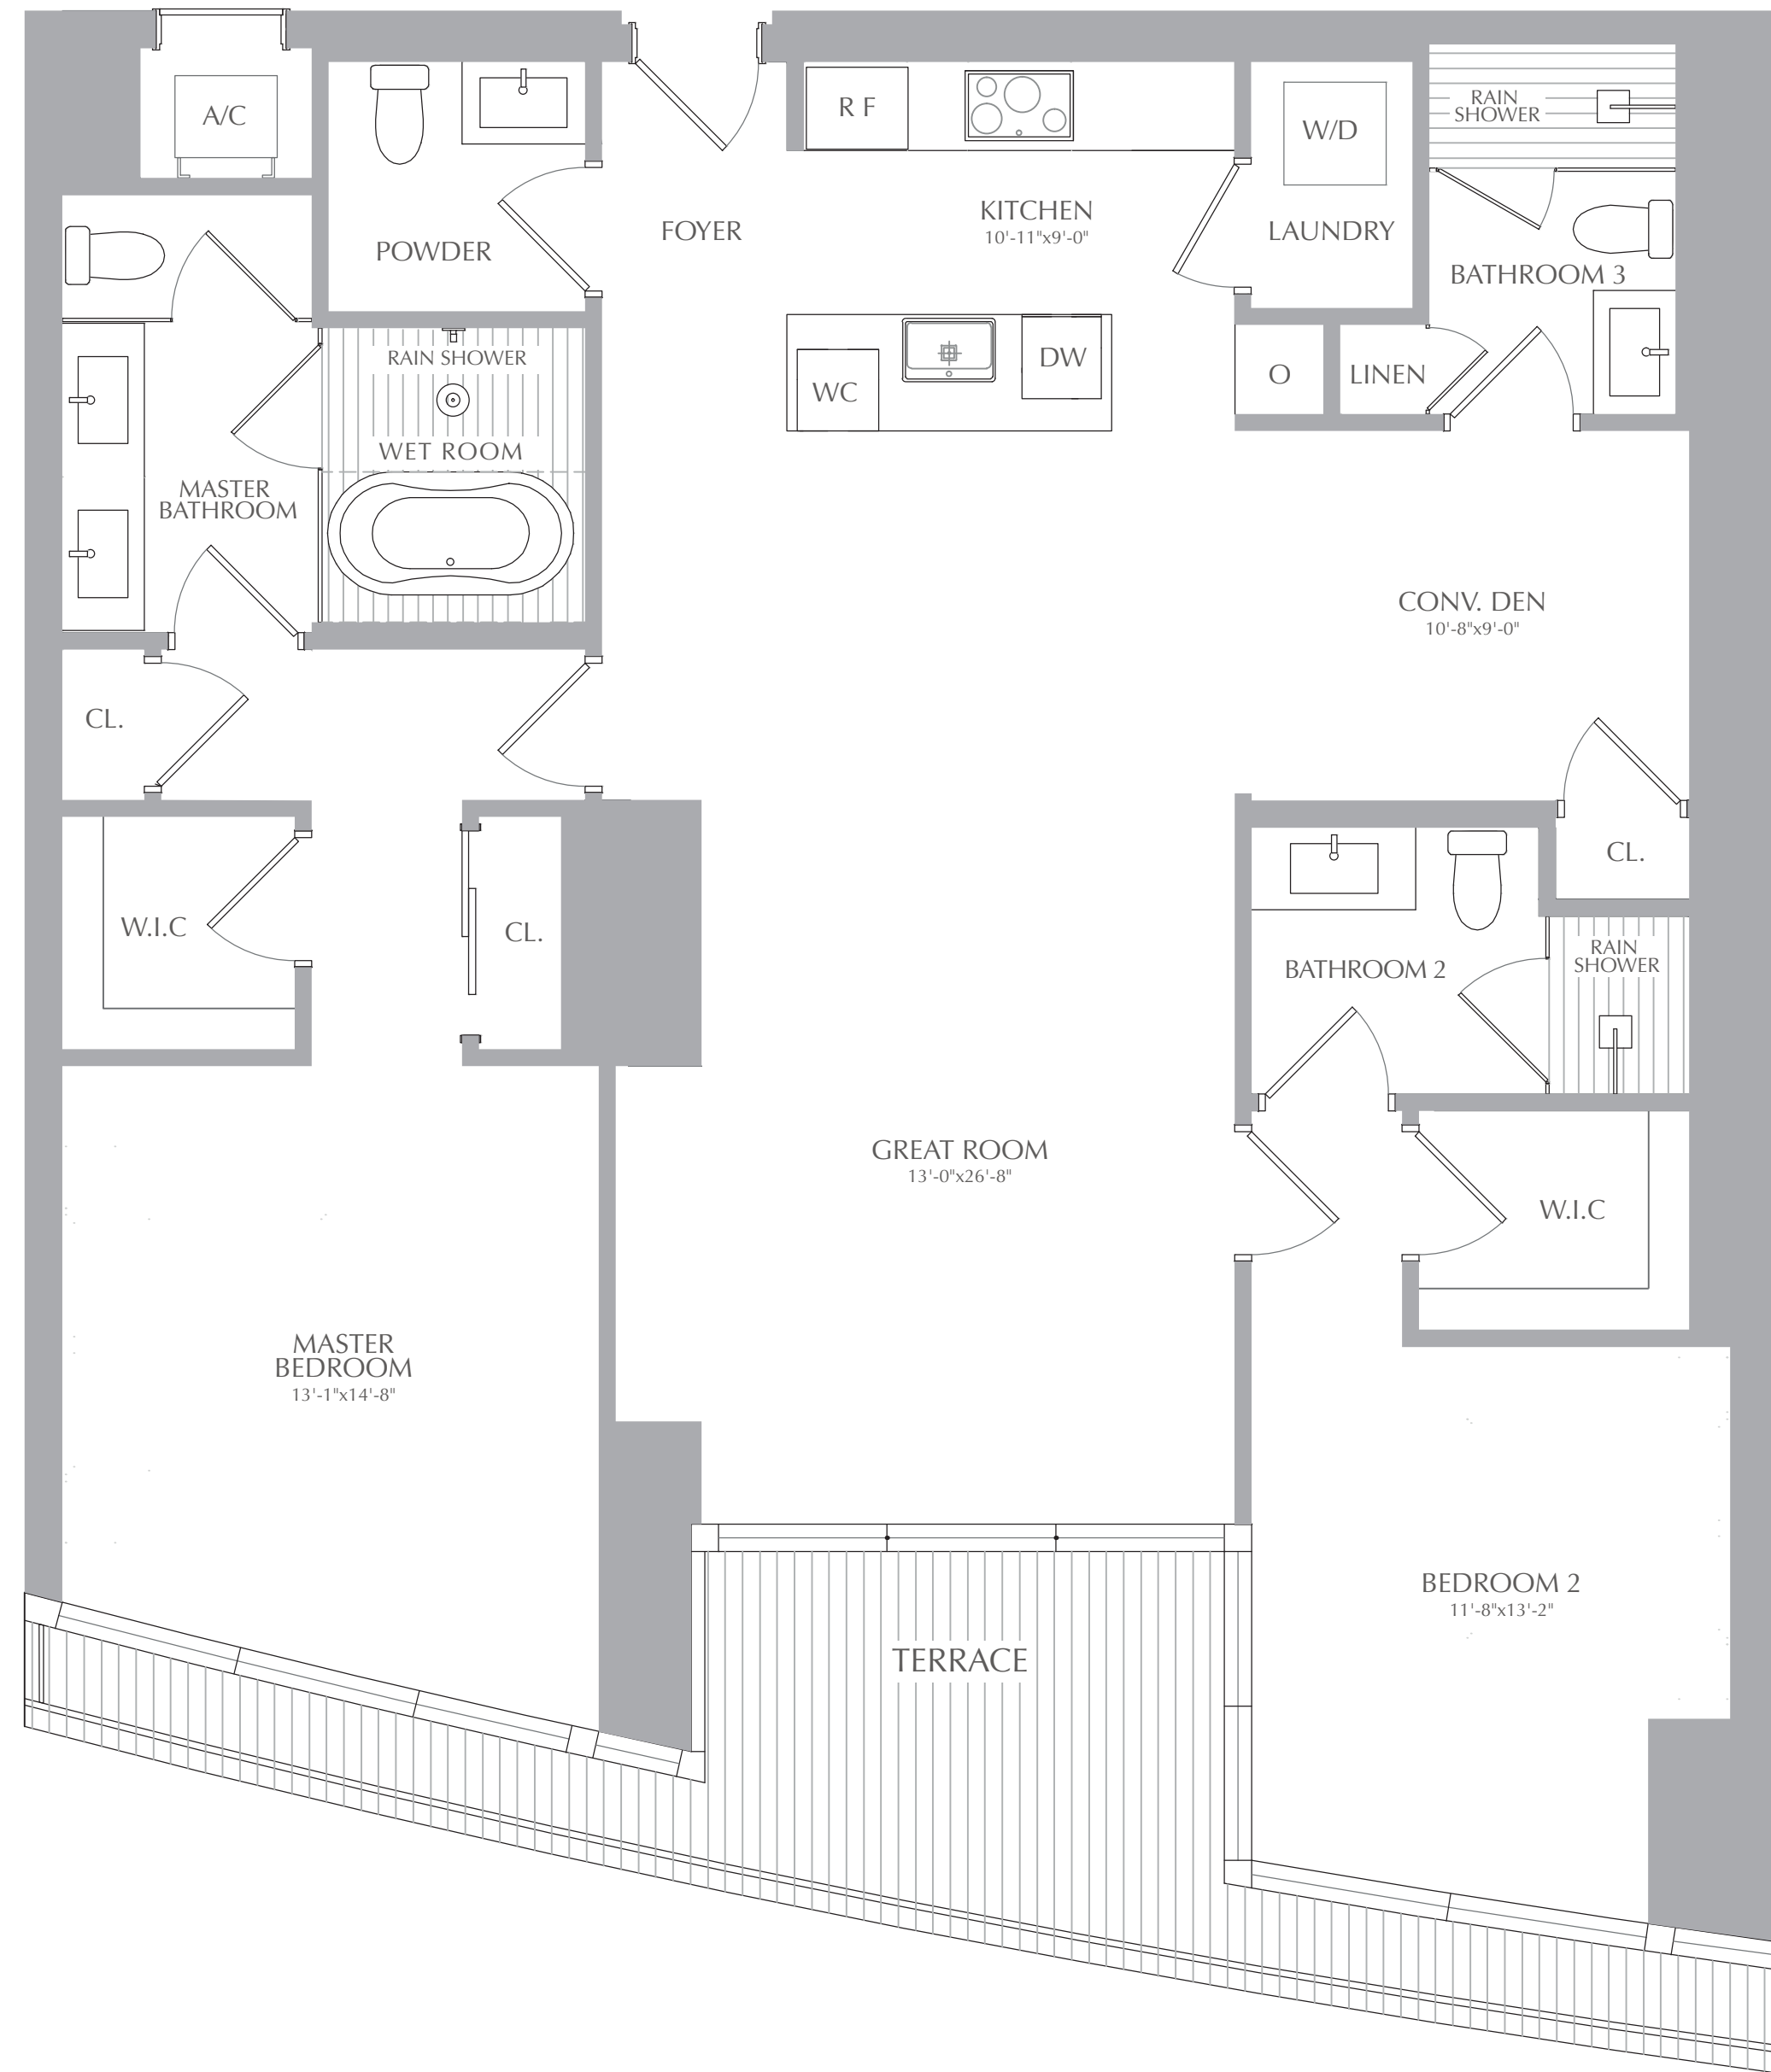 A/C
R F
W/D
RAIN
SHOWER
POWDER
FOYER
KITCHEN
10'-11"x9'-0"
LAUNDRY
BATHROOM 3
RAIN SHOWER
WET ROOM
WC
DW
O
LINEN
MASTER
BATHROOM
CONV. DEN
10'-8"x9'-0"
CL.
W.I.C
CL.
CL.
BATHROOM 2
RAIN
SHOWER
GREAT ROOM
13'-0"x26'-8"
W.I.C
MASTER
BEDROOM
13'-1"x14'-8"
BEDROOM 2
11'-8"x13'-2"
TERRACE